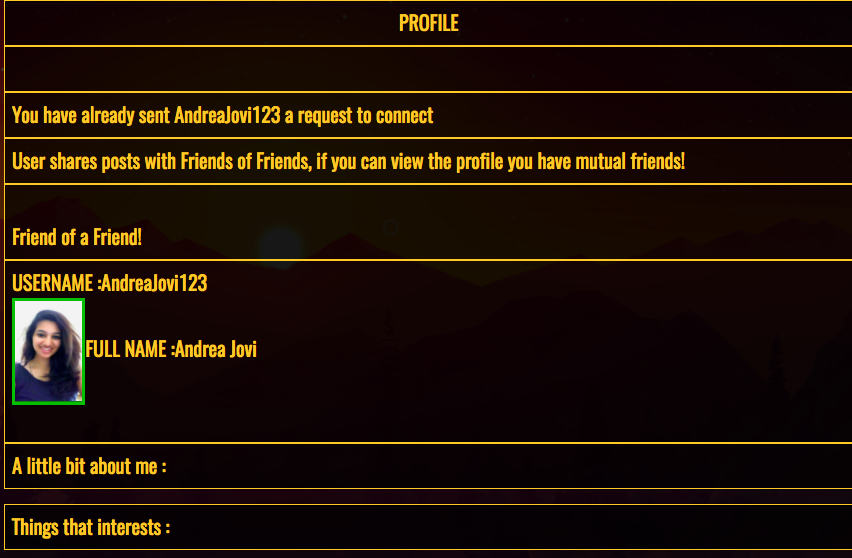 PROFILE
You have already sent AndreaJovi123 a request to connect
User shares posts with Friends of Friends, if you can view the profile you have mutual friends!
Friend of a Friend!
USERNAME :AndreaJovi123
FULL NAME :Andrea Jovi
A little bit about me :
Things that interests :